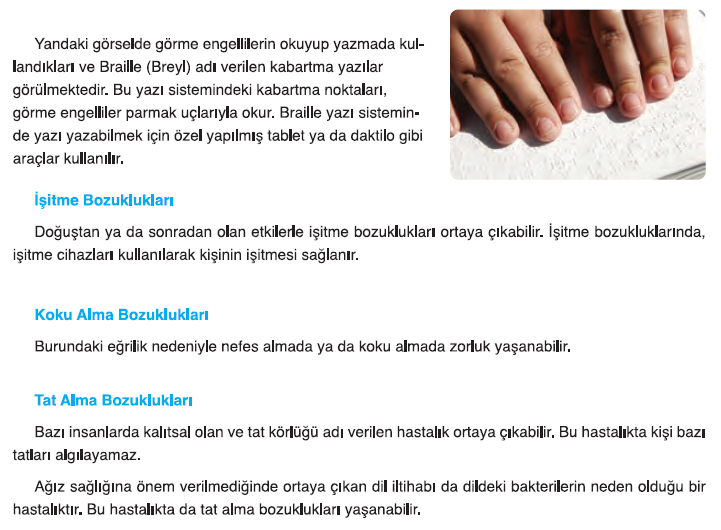 Yandaki görselde görme engellilerin okuyup yazmada kul-
landıkları ve Braille (Breyl) adı verilen kabartma yazılar
görülmektedir. Bu yazı sistemindeki kabartma noktaları,
görme engelliler parmak uçlarıyla okur. Braille yazı sistemin-
de yazı yazabilmek için özel yapılmış tablet ya da daktilo gibi
araçlar kullanılır.
İşitme Bozuklukları
Doğuştan ya da sonradan olan etkilerle işitme bozuklukları ortaya çıkabilir. İşitme bozukluklarında,
işitme cihazları kullanılarak kişinin işitmesi sağlanır.
Koku Alma Bozuklukları
Burundaki eğrilik nedeniyle nefes almada ya da koku almada zorluk yaşanabilir.
Tat Alma Bozuklukları
Bazı insanlarda kalıtsal olan ve tat körlüğü adı verilen hastalık ortaya çıkabilir. Bu hastalıkta kişi bazı
tatları algılayamaz.
Ağız sağlığına önem verilmediğinde ortaya çıkan dil iltihabı da dildeki bakterilerin neden olduğu bir
hastalıktır. Bu hastalıkta da tat alma bozuklukları yaşanabilir.